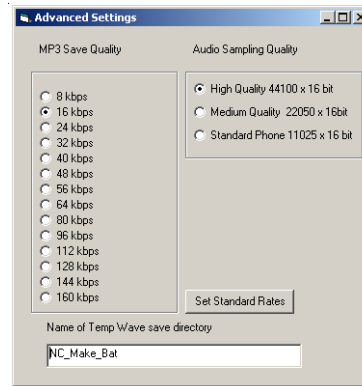 Advanced Settings
MP3 Save Quality
8 kbps
16 kbps
24 kbps
32 kbps
40 kbps
48 kbps
56 kbps
64 kbps
80 kbps
96 kbps
112 kbps
128 kbps
144 kbps
160 kbps
Audio Sampling Quality
High Quality 44100 x 16 bit
Medium Quality 22050 x 16bit
Standard Phone 11025 x 16 bit
Set Standard Rates
Name of Temp Wave save directory
NC_Make_Bat